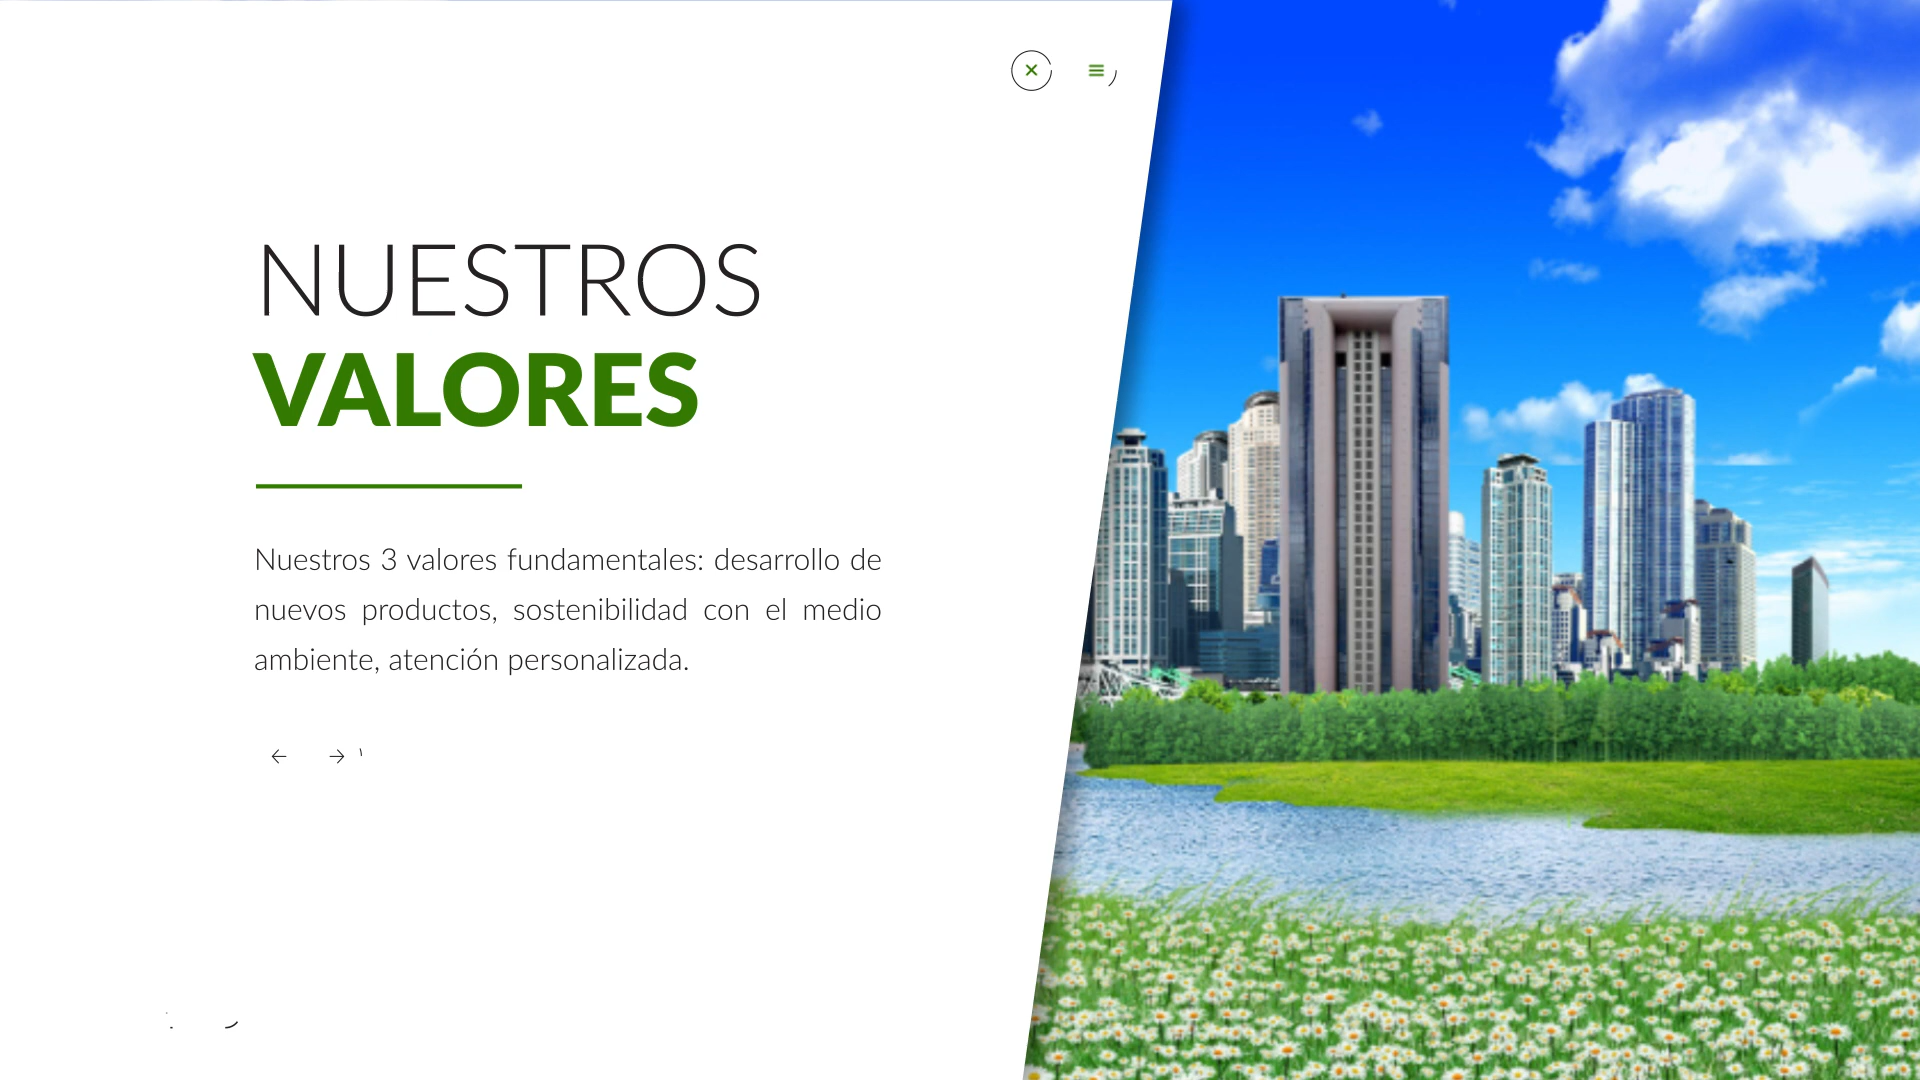 NUESTROS
VALORES
Nuestros 3 valores fundamentales: desarrollo de
nuevos productos, sostenibilidad con el medio
ambiente, atención personalizada.